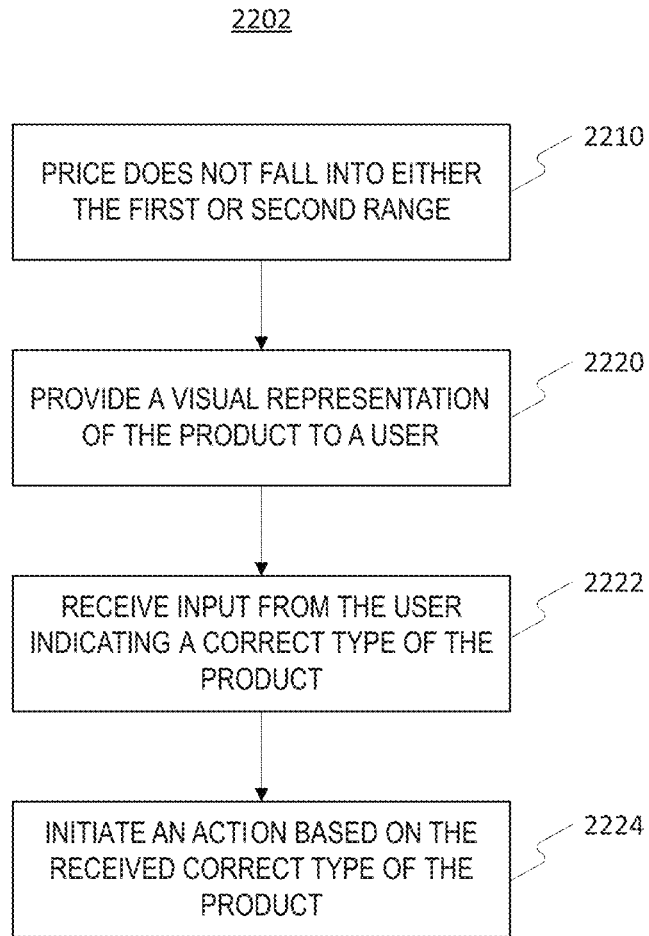 2202
PRICE DOES NOT FALL INTO EITHER
THE FIRST OR SECOND RANGE
2210
PROVIDE A VISUAL REPRESENTATION
OF THE PRODUCT TO A USER
2220
RECEIVE INPUT FROM THE USER
INDICATING A CORRECT TYPE OF THE
PRODUCT
2222
INITIATE AN ACTION BASED ON THE
RECEIVED CORRECT TYPE OF THE
PRODUCT
2224